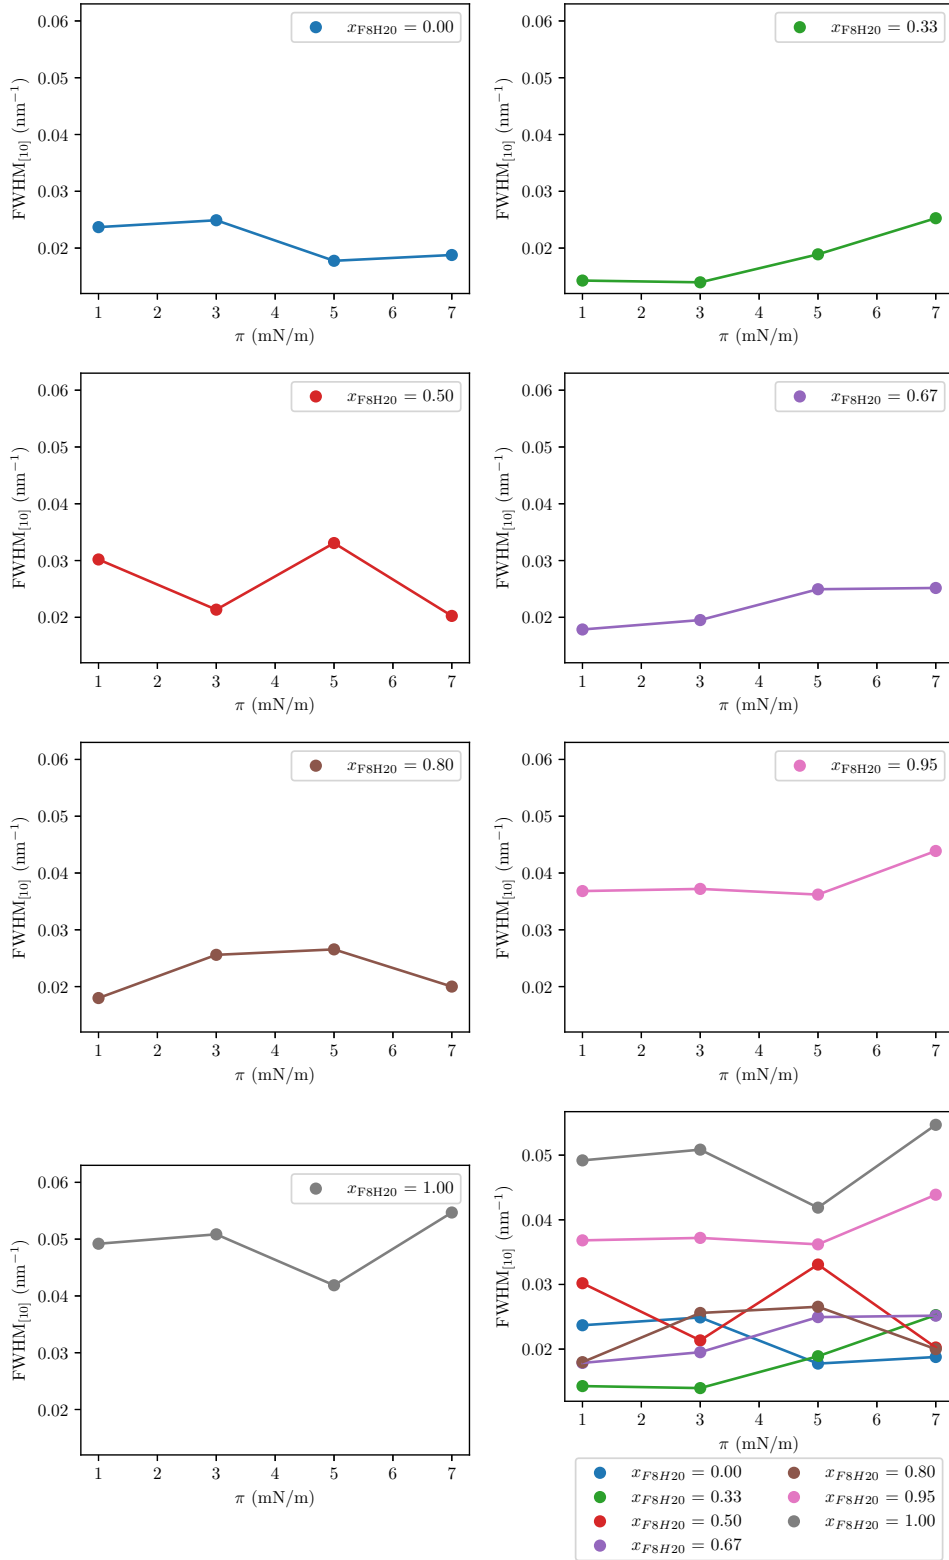 x_F8H20 = 0.00
FWHM_[10] (nm⁻¹)
0.06
0.05
0.04
0.03
0.02
1 2 3 4 5 6 7
π (mN/m)
x_F8H20 = 0.33
FWHM_[10] (nm⁻¹)
0.06
0.05
0.04
0.03
0.02
1 2 3 4 5 6 7
π (mN/m)
x_F8H20 = 0.50
FWHM_[10] (nm⁻¹)
0.06
0.05
0.04
0.03
0.02
1 2 3 4 5 6 7
π (mN/m)
x_F8H20 = 0.67
FWHM_[10] (nm⁻¹)
0.06
0.05
0.04
0.03
0.02
1 2 3 4 5 6 7
π (mN/m)
x_F8H20 = 0.80
FWHM_[10] (nm⁻¹)
0.06
0.05
0.04
0.03
0.02
1 2 3 4 5 6 7
π (mN/m)
x_F8H20 = 0.95
FWHM_[10] (nm⁻¹)
0.06
0.05
0.04
0.03
0.02
1 2 3 4 5 6 7
π (mN/m)
x_F8H20 = 1.00
FWHM_[10] (nm⁻¹)
0.06
0.05
0.04
0.03
0.02
1 2 3 4 5 6 7
π (mN/m)
FWHM_[10] (nm⁻¹)
0.05
0.04
0.03
0.02
1 2 3 4 5 6 7
π (mN/m)
x_F8H20 = 0.00
x_F8H20 = 0.33
x_F8H20 = 0.50
x_F8H20 = 0.67
x_F8H20 = 0.80
x_F8H20 = 0.95
x_F8H20 = 1.00